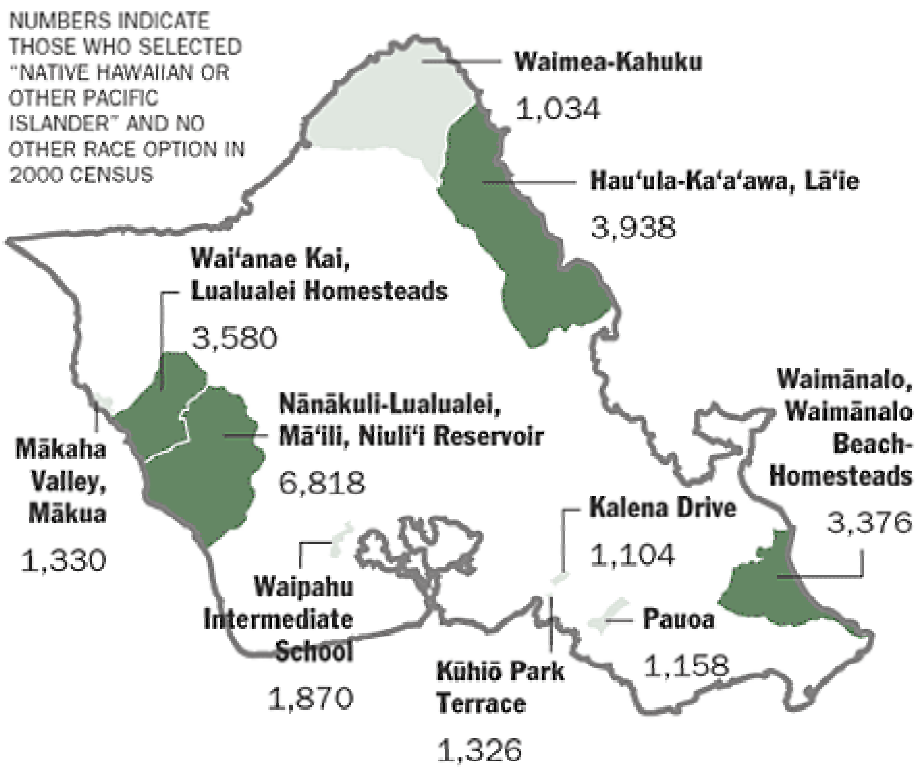 NUMBERS INDICATE
THOSE WHO SELECTED
“NATIVE HAWAIIAN OR
OTHER PACIFIC
ISLANDER” AND NO
OTHER RACE OPTION IN
2000 CENSUS
Waimea-Kahuku
1,034
Hau‘ula-Ka‘a‘awa, Lā‘ie
3,938
Wai‘anae Kai,
Lualualei Homesteads
3,580
Nānākuli-Lualualei,
Mā‘ili, Niuli‘i Reservoir
6,818
Mākaha
Valley,
Mākua
1,330
Waimānalo,
Waimānalo
Beach-
Homesteads
3,376
Kalena Drive
1,104
Waipahu
Intermediate
School
1,870
Pauoa
1,158
Kūhiō Park
Terrace
1,326